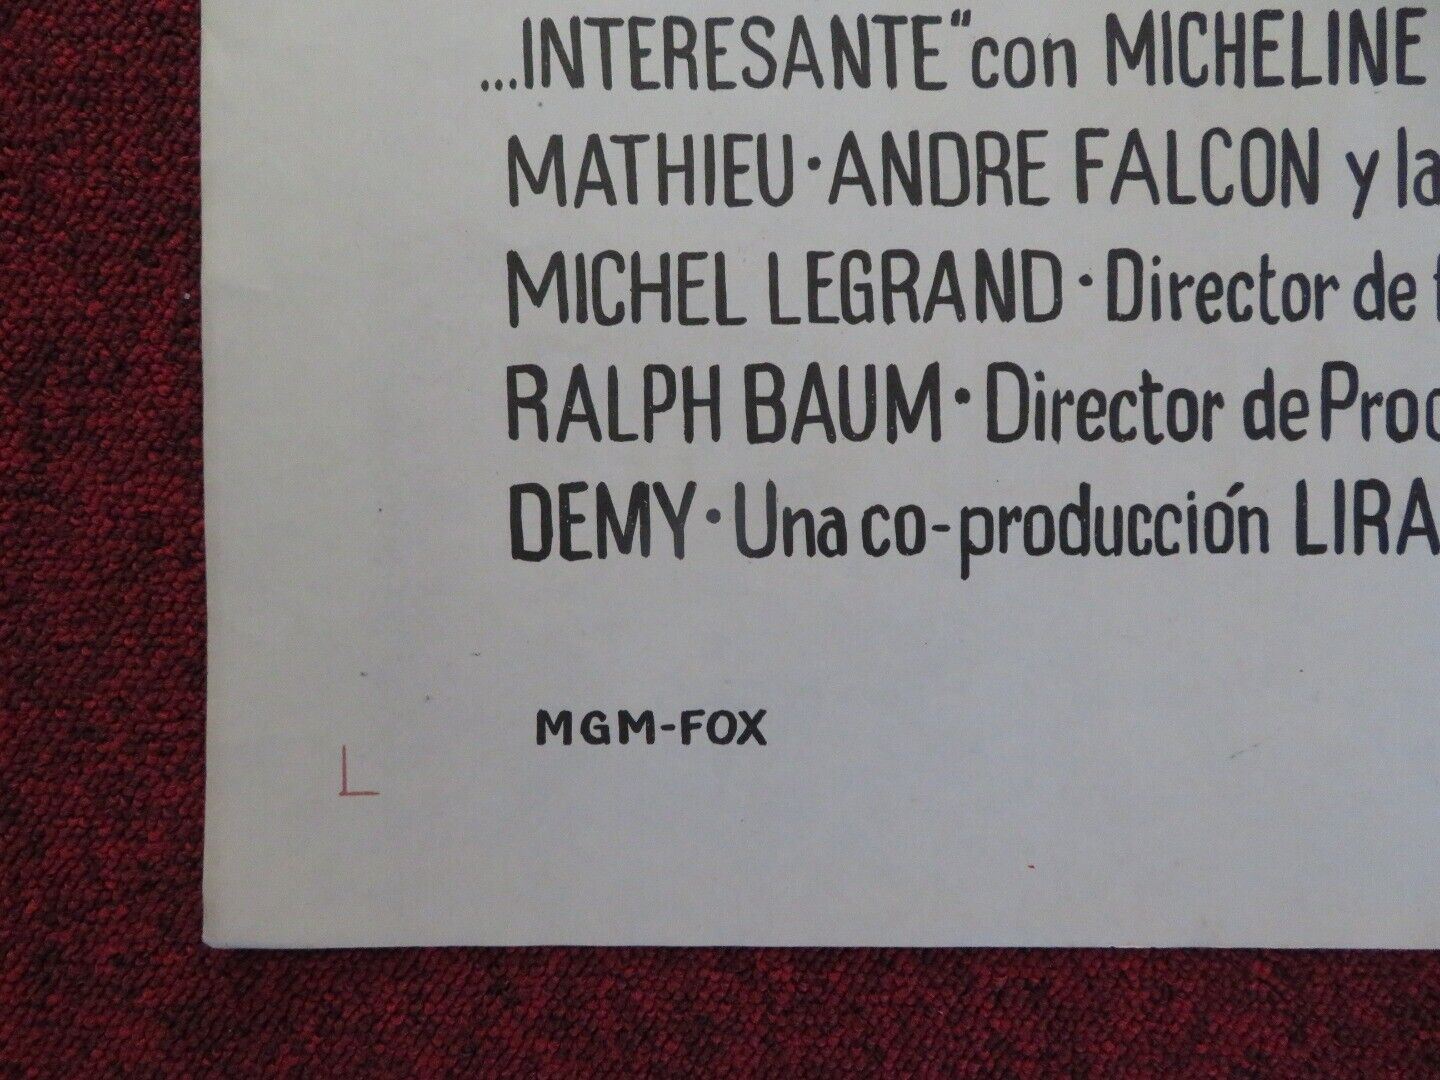 ...INTERESANTE" con MICHELINE
MATHIEU · ANDRE FALCON y la
MICHEL LEGRAND · Director de
RALPH BAUM · Director de Proc
DEMY · Una co-producción LIRA
MGM-FOX